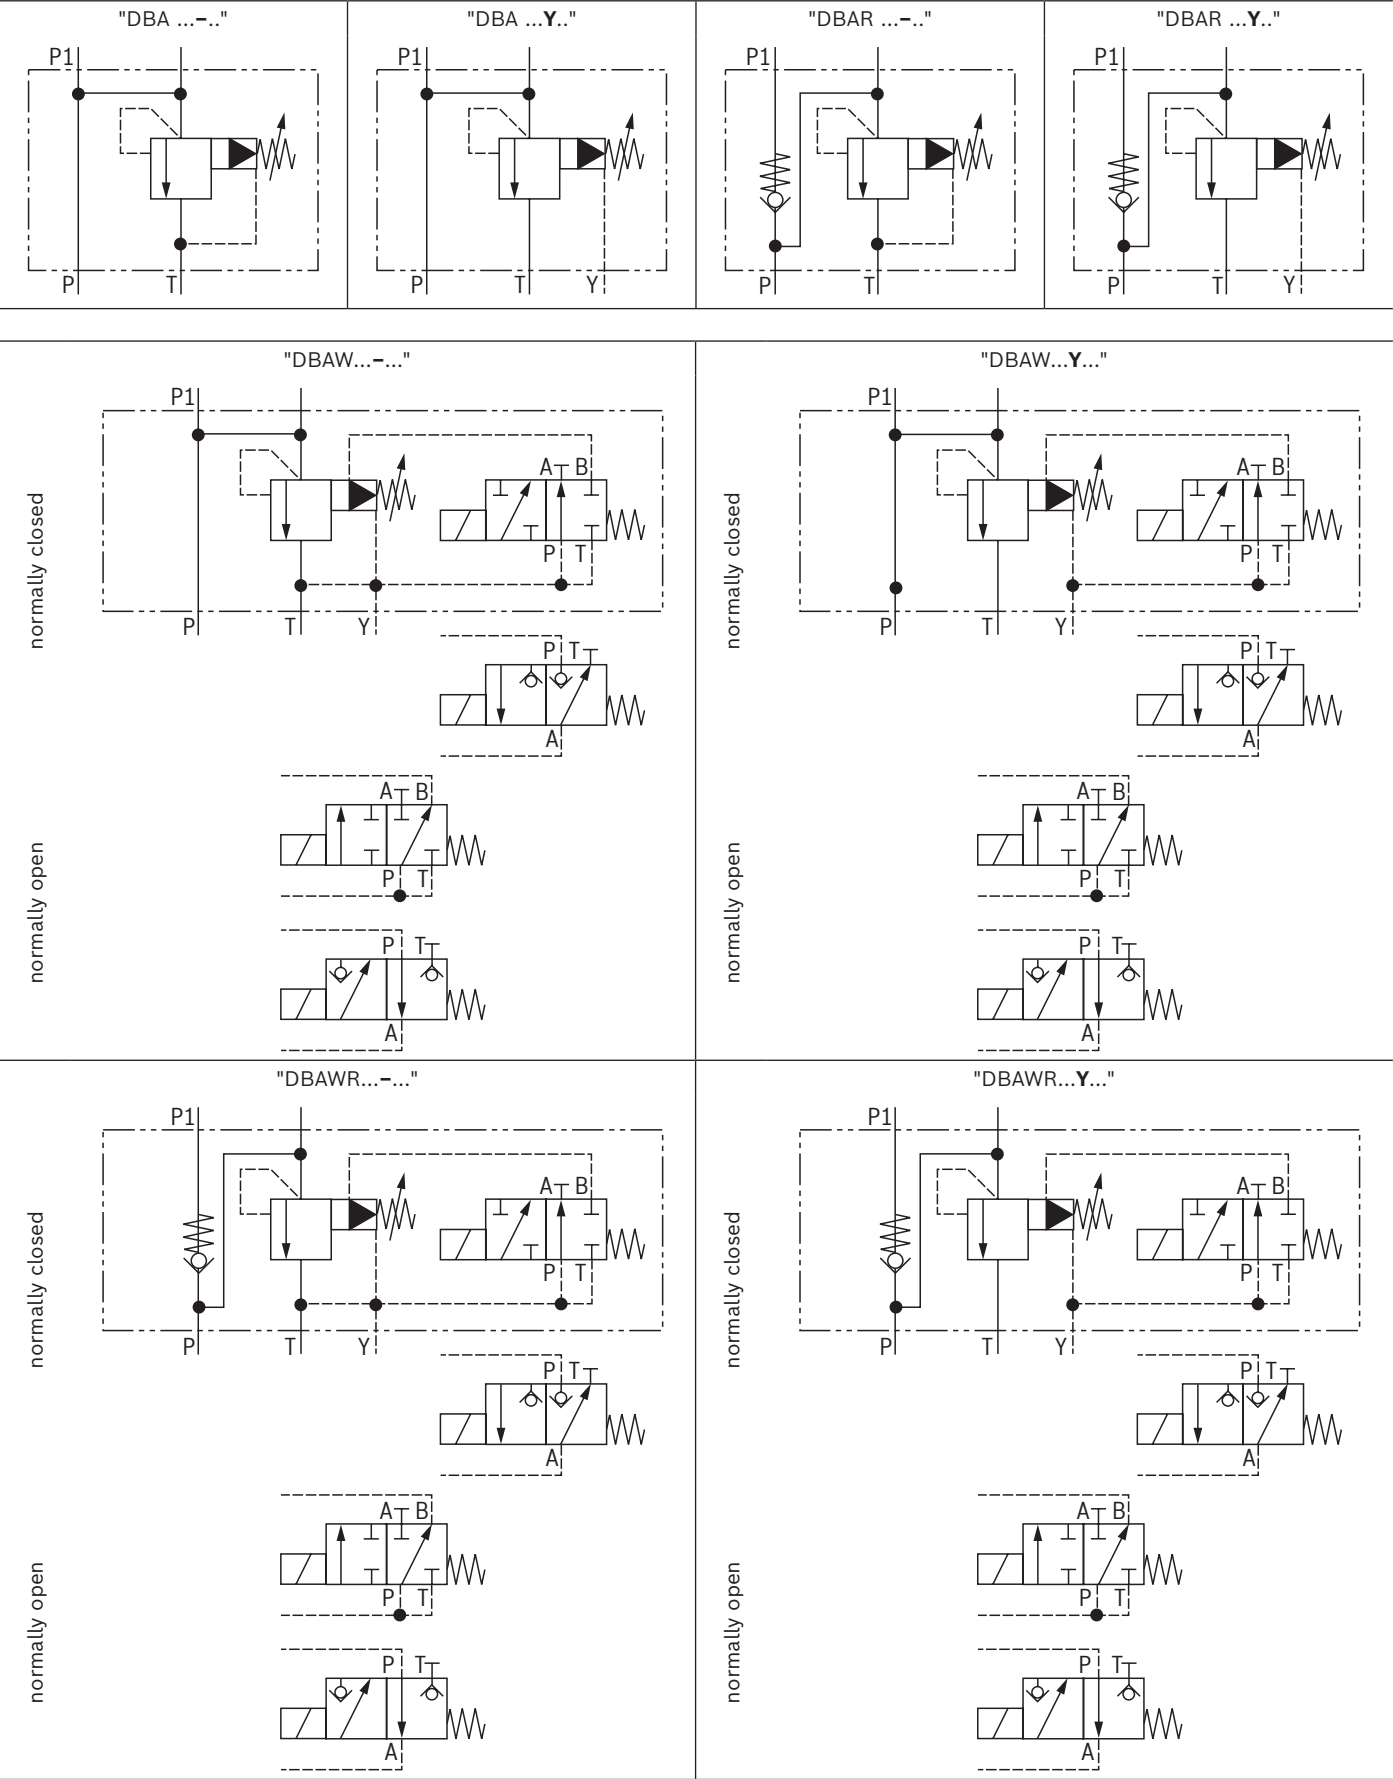 "DBA ...–.." "DBA ...Y.." "DBAR ...–.." "DBAR ...Y.."
P1 P1 P1 P1
P T P T Y P T P T Y
"DBAW...–..." "DBAW...Y..."
P1 P1
A B A B
normally closed normally closed
P T P T
P T Y P T Y
P T P T
A A
A B A B
normally open normally open
P T P T
P T P T
A A
"DBAWR...–..." "DBAWR...Y..."
P1 P1
A B A B
normally closed normally closed
P T P T
P T Y P T Y
P T P T
A A
A B A B
normally open normally open
P T P T
P T P T
A A